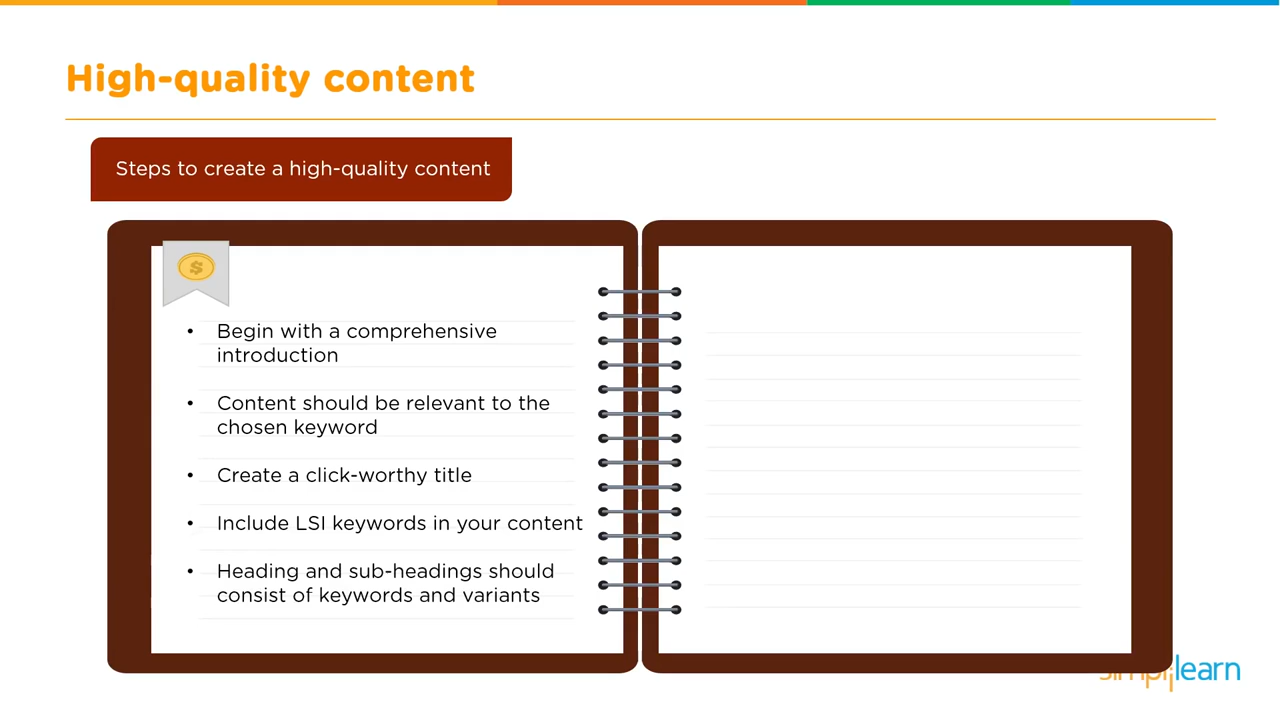 High-quality content
Steps to create a high-quality content
$
• Begin with a comprehensive
introduction
• Content should be relevant to the
chosen keyword
• Create a click-worthy title
• Include LSI keywords in your content
• Heading and sub-headings should
consist of keywords and variants
simplilearn